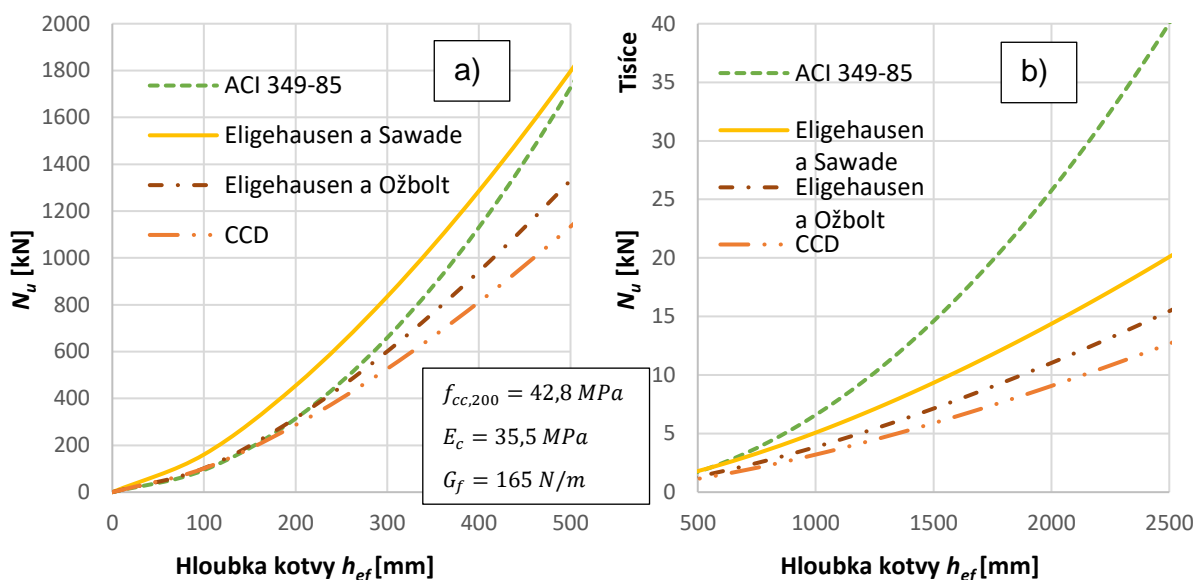 2000
1800
1600
1400
1200
1000
800
600
400
200
0
N_u [kN]
a)
ACI 349-85
Eligehausen a Sawade
Eligehausen a Ožbolt
CCD
0 100 200 300 400 500
Hloubka kotvy h_ef [mm]
f_cc,200 = 42,8 MPa
E_c = 35,5 MPa
G_f = 165 N/m
Tisíce
40
35
30
25
20
15
10
5
0
N_u [kN]
b)
ACI 349-85
Eligehausen
a Sawade
Eligehausen
a Ožbolt
CCD
500 1000 1500 2000 2500
Hloubka kotvy h_ef [mm]